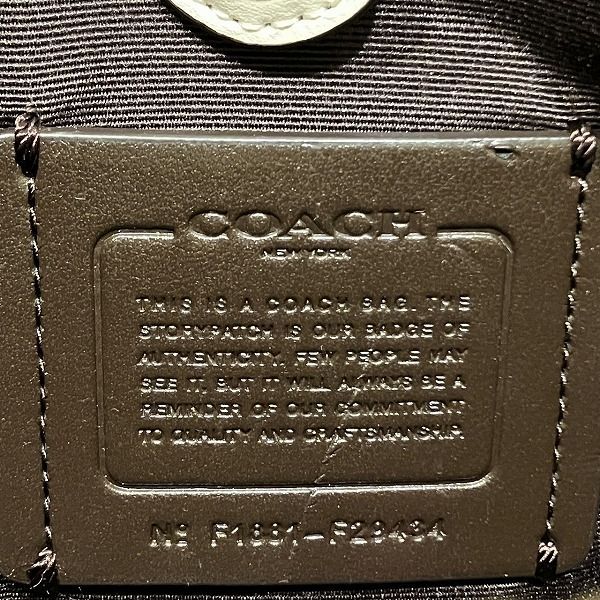 COACH
NEW YORK
THIS IS A COACH BAG. THE
STORYPATCH IS OUR BADGE OF
AUTHENTICITY. FEW PEOPLE MAY
SEE IT, BUT IT WILL ALWAYS BE A
REMINDER OF OUR COMMITMENT
TO QUALITY AND CRAFTSMANSHIP.
Nº F1881-F29434